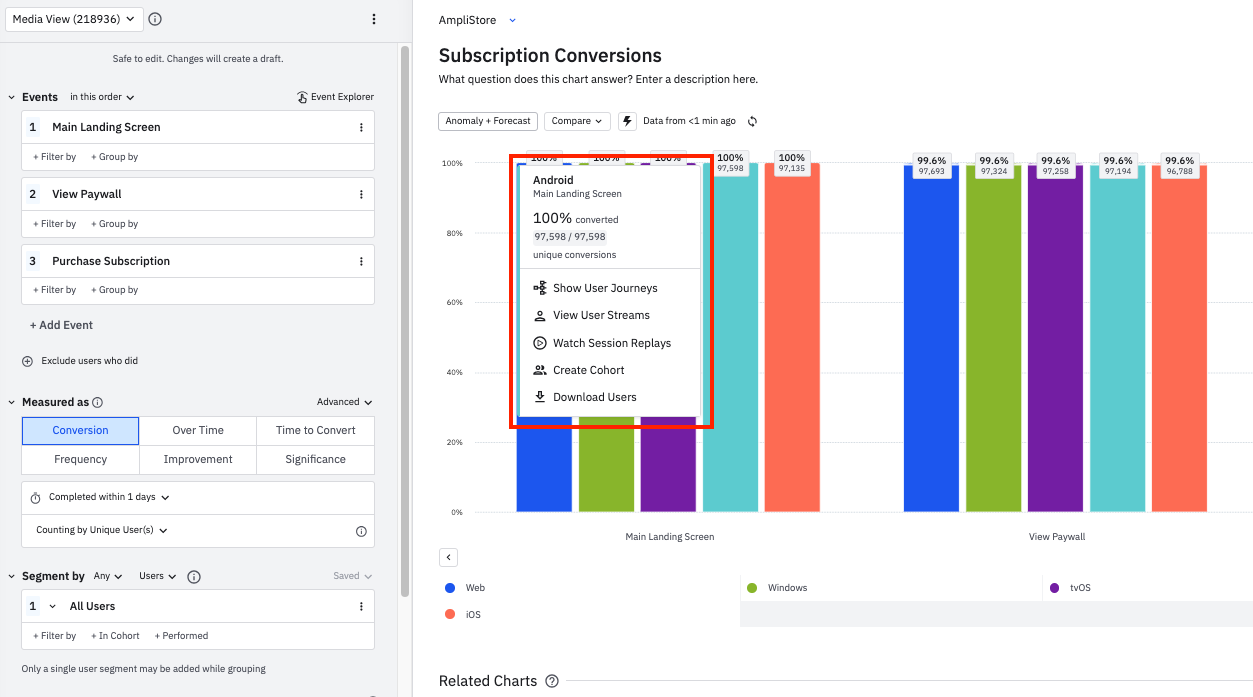 Media View (218936)
Safe to edit. Changes will create a draft.
Events in this order Event Explorer
1 Main Landing Screen
+ Filter by + Group by
2 View Paywall
+ Filter by + Group by
3 Purchase Subscription
+ Filter by + Group by
+ Add Event
Exclude users who did
Measured as Advanced
Conversion Over Time Time to Convert
Frequency Improvement Significance
Completed within 1 days
Counting by Unique User(s)
Segment by Any Users Saved
1 All Users
+ Filter by + In Cohort + Performed
Only a single user segment may be added while grouping
AmpliStore
Subscription Conversions
What question does this chart answer? Enter a description here.
Anomaly + Forecast Compare Data from <1 min ago
100%
80%
60%
40%
20%
0%
100% 100% 100% 100% 100%
97,598 97,135
99.6% 99.6% 99.6% 99.6% 99.6%
97,693 97,324 97,258 97,194 96,788
Android
Main Landing Screen
100% converted
97,598 / 97,598
unique conversions
Show User Journeys
View User Streams
Watch Session Replays
Create Cohort
Download Users
Main Landing Screen View Paywall
Web Windows tvOS
iOS
Related Charts